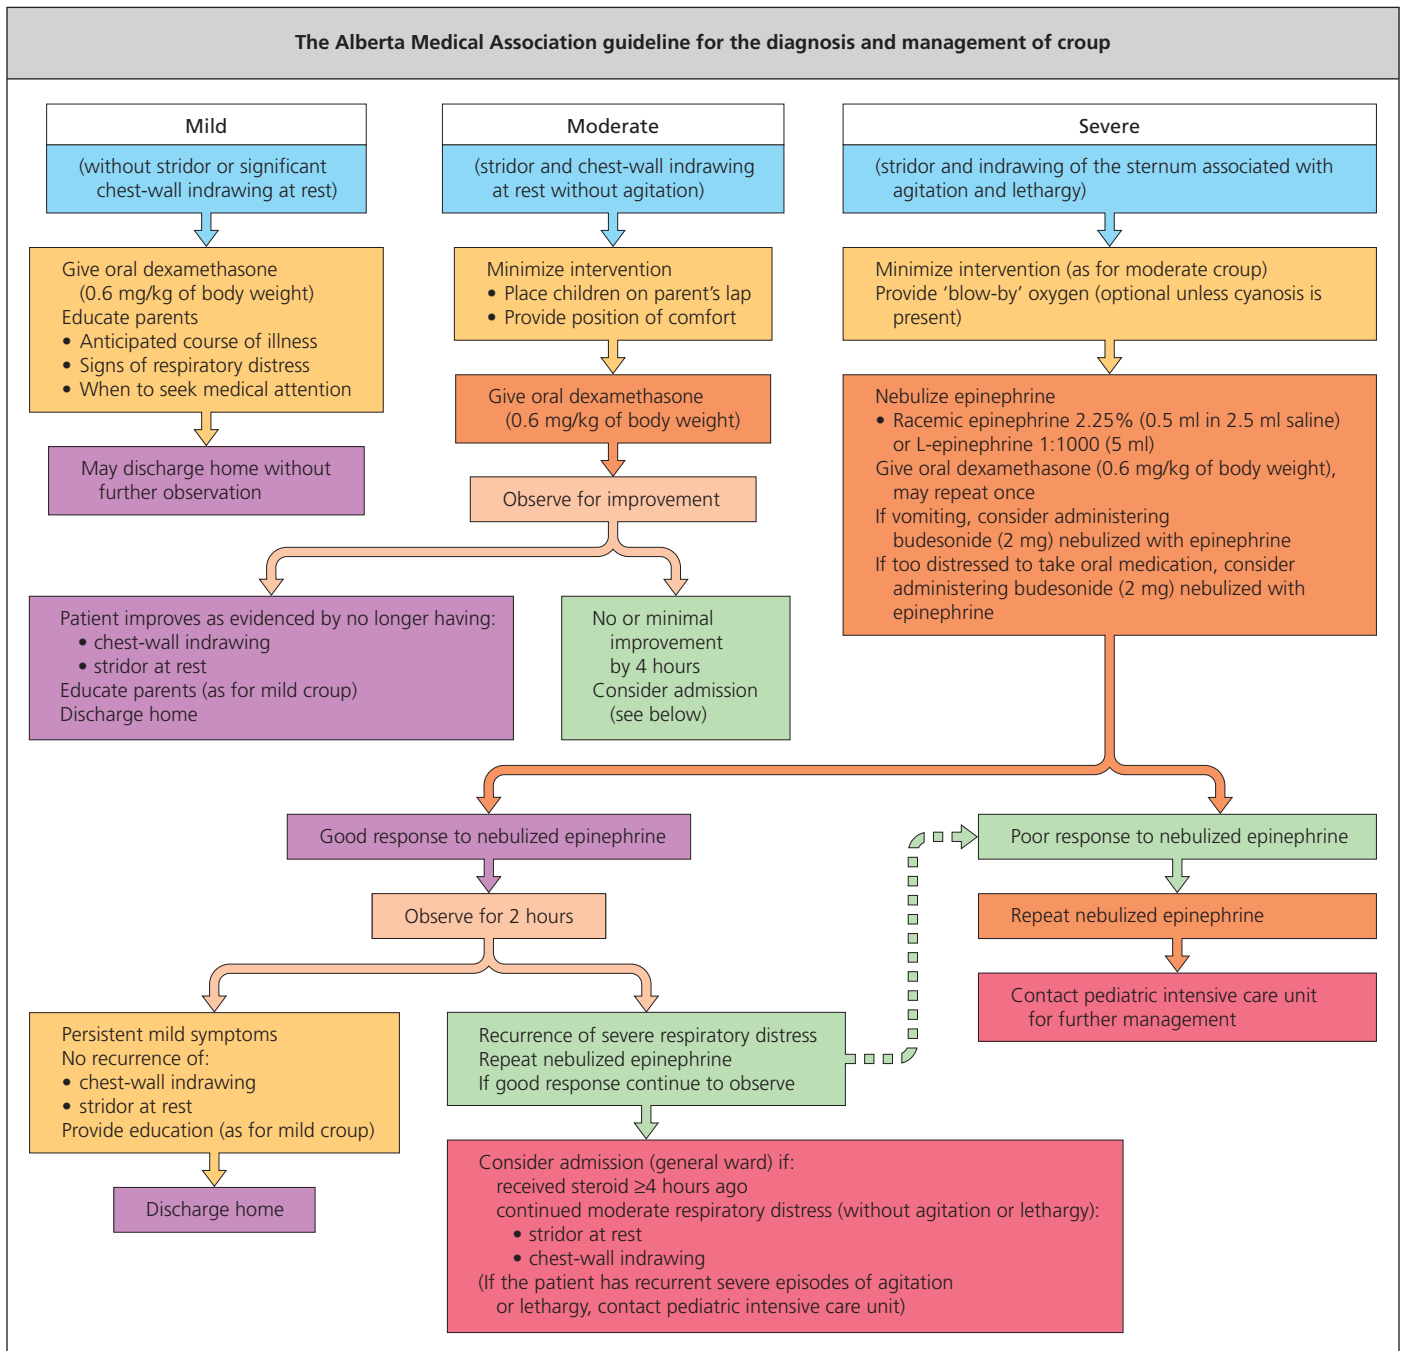 The Alberta Medical Association guideline for the diagnosis and management of croup
Mild
(without stridor or significant
chest-wall indrawing at rest)
Give oral dexamethasone
(0.6 mg/kg of body weight)
Educate parents
• Anticipated course of illness
• Signs of respiratory distress
• When to seek medical attention
May discharge home without
further observation
Moderate
(stridor and chest-wall indrawing
at rest without agitation)
Minimize intervention
• Place children on parent's lap
• Provide position of comfort
Give oral dexamethasone
(0.6 mg/kg of body weight)
Observe for improvement
Patient improves as evidenced by no longer having:
• chest-wall indrawing
• stridor at rest
Educate parents (as for mild croup)
Discharge home
No or minimal
improvement
by 4 hours
Consider admission
(see below)
Severe
(stridor and indrawing of the sternum associated with
agitation and lethargy)
Minimize intervention (as for moderate croup)
Provide 'blow-by' oxygen (optional unless cyanosis is
present)
Nebulize epinephrine
• Racemic epinephrine 2.25% (0.5 ml in 2.5 ml saline)
or L-epinephrine 1:1000 (5 ml)
Give oral dexamethasone (0.6 mg/kg of body weight),
may repeat once
If vomiting, consider administering
budesonide (2 mg) nebulized with epinephrine
If too distressed to take oral medication, consider
administering budesonide (2 mg) nebulized with
epinephrine
Good response to nebulized epinephrine
Observe for 2 hours
Persistent mild symptoms
No recurrence of:
• chest-wall indrawing
• stridor at rest
Provide education (as for mild croup)
Discharge home
Recurrence of severe respiratory distress
Repeat nebulized epinephrine
If good response continue to observe
Consider admission (general ward) if:
received steroid ≥4 hours ago
continued moderate respiratory distress (without agitation or lethargy):
• stridor at rest
• chest-wall indrawing
(If the patient has recurrent severe episodes of agitation
or lethargy, contact pediatric intensive care unit)
Poor response to nebulized epinephrine
Repeat nebulized epinephrine
Contact pediatric intensive care unit
for further management